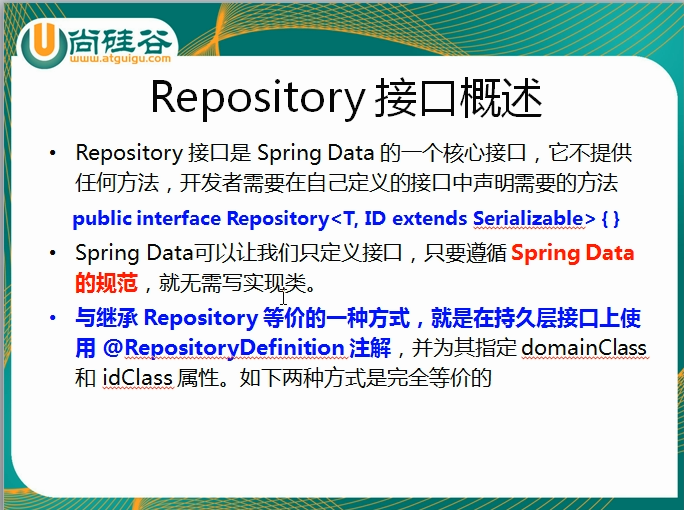 尚硅谷
www.atguigu.com
Repository 接口概述
• Repository 接口是 Spring Data 的一个核心接口，它不提供
任何方法，开发者需要在自己定义的接口中声明需要的方法
public interface Repository<T, ID extends Serializable> { }
• Spring Data可以让我们只定义接口，只要遵循 Spring Data
的规范，就无需写实现类。
• 与继承 Repository 等价的一种方式，就是在持久层接口上使
用 @RepositoryDefinition 注解，并为其指定 domainClass
和 idClass 属性。如下两种方式是完全等价的